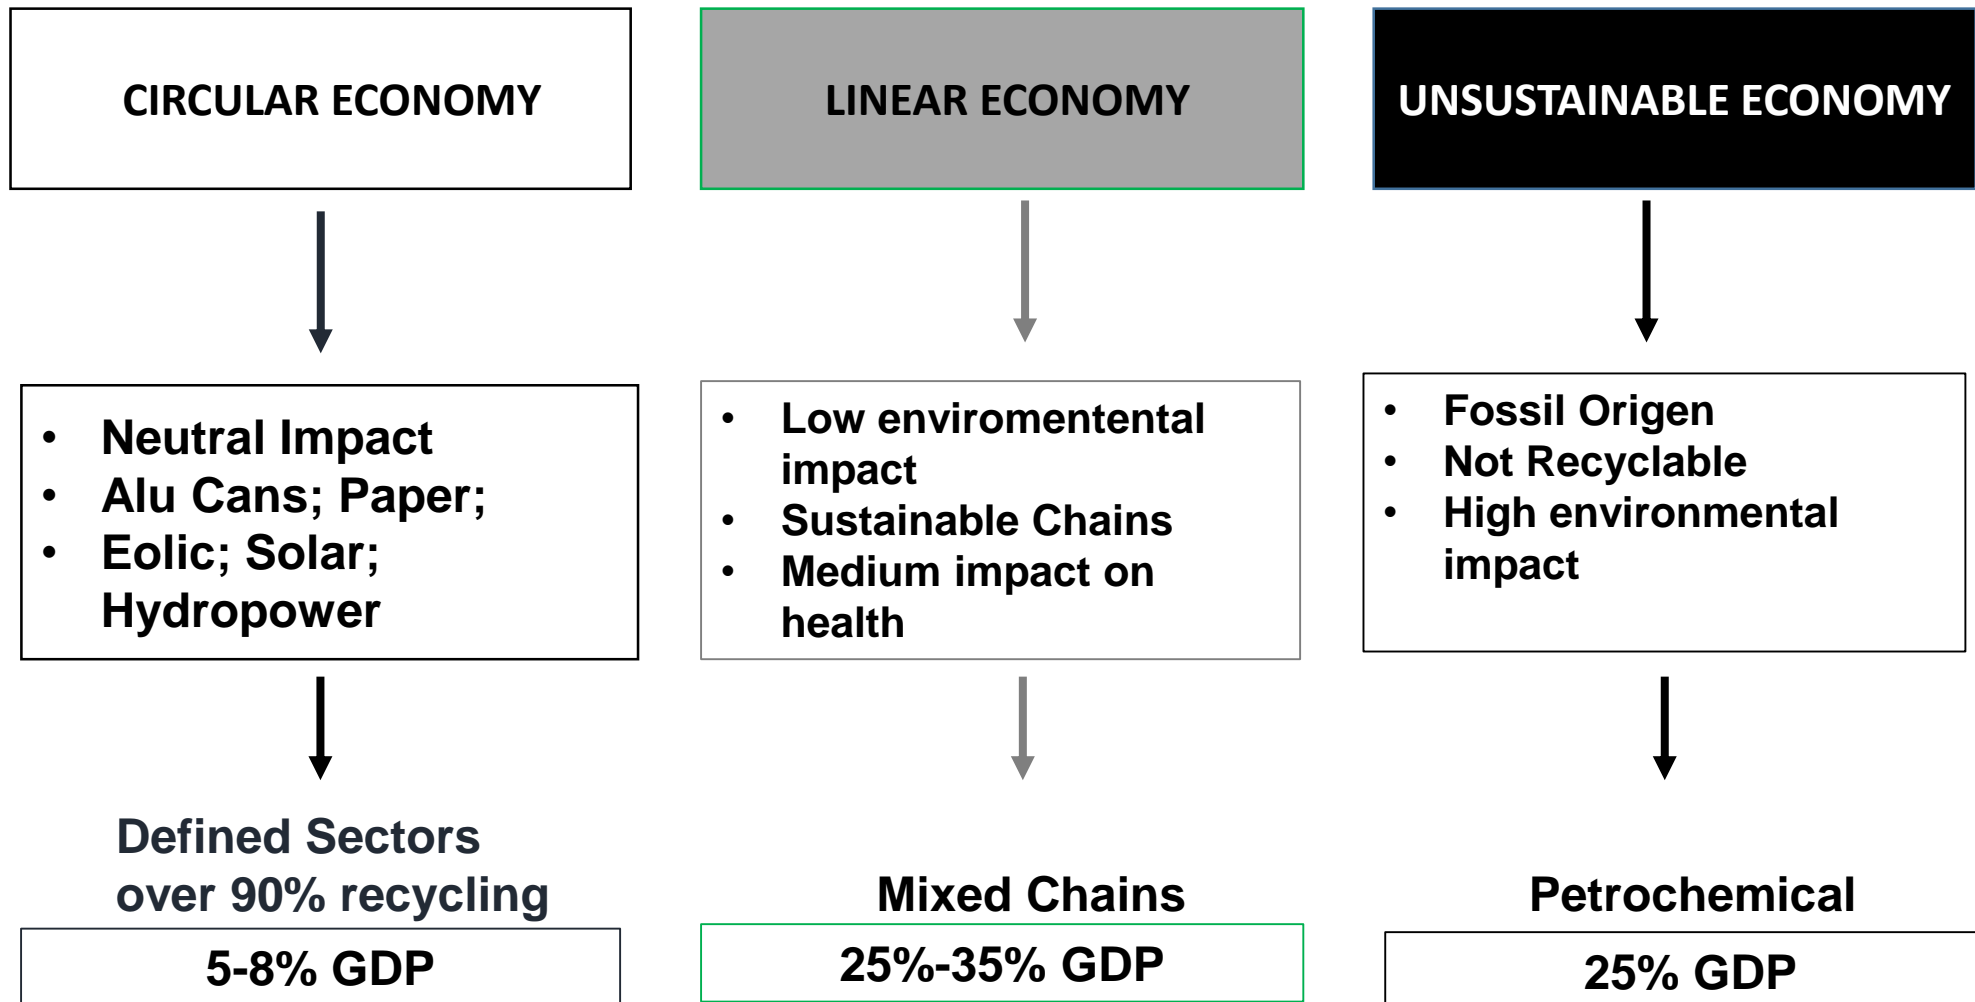 CIRCULAR ECONOMY
LINEAR ECONOMY
UNSUSTAINABLE ECONOMY
• Neutral Impact
• Alu Cans; Paper;
• Eolic; Solar;
Hydropower
• Low enviromentental
impact
• Sustainable Chains
• Medium impact on
health
• Fossil Origen
• Not Recyclable
• High environmental
impact
Defined Sectors
over 90% recycling
Mixed Chains
Petrochemical
5-8% GDP
25%-35% GDP
25% GDP